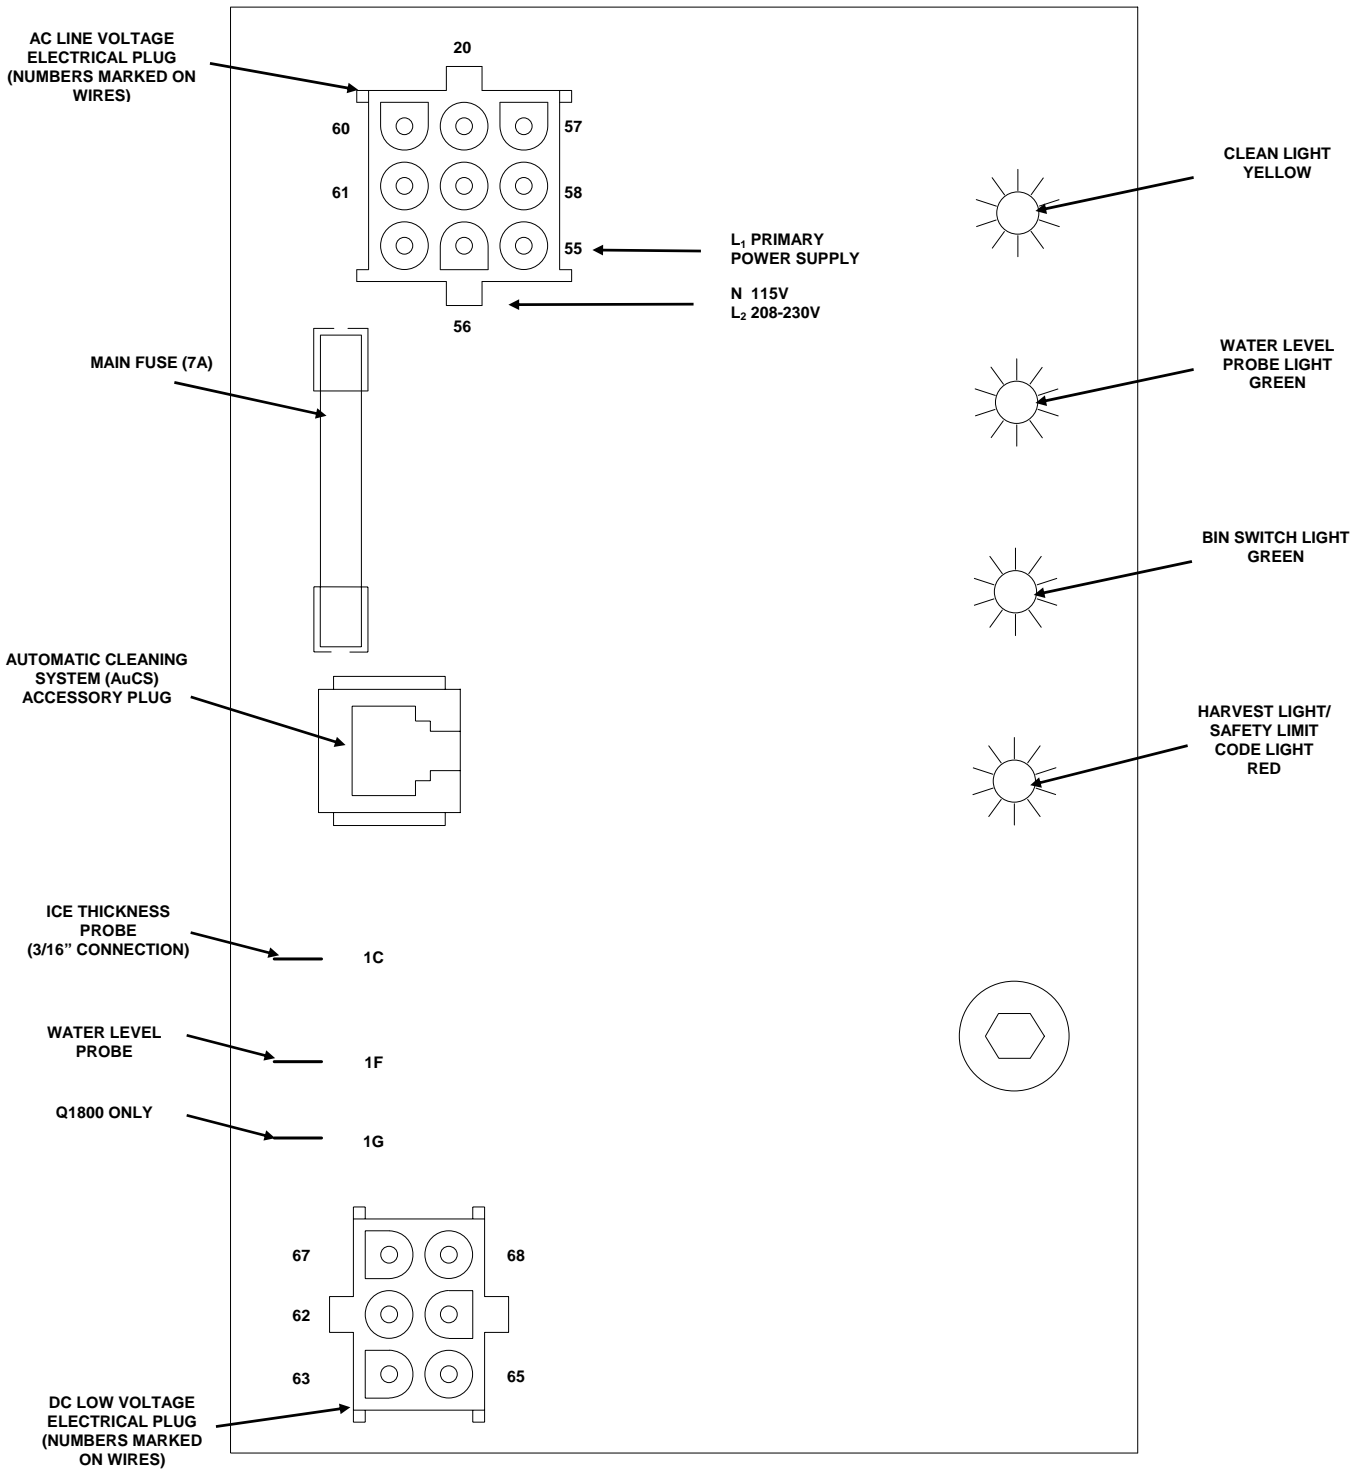 AC LINE VOLTAGE
ELECTRICAL PLUG
(NUMBERS MARKED ON
WIRES)
20
60
57
61
58
55
56
L₁ PRIMARY
POWER SUPPLY
N 115V
L₂ 208-230V
CLEAN LIGHT
YELLOW
MAIN FUSE (7A)
WATER LEVEL
PROBE LIGHT
GREEN
BIN SWITCH LIGHT
GREEN
AUTOMATIC CLEANING
SYSTEM (AuCS)
ACCESSORY PLUG
HARVEST LIGHT/
SAFETY LIMIT
CODE LIGHT
RED
ICE THICKNESS
PROBE
(3/16” CONNECTION)
1C
WATER LEVEL
PROBE
1F
Q1800 ONLY
1G
67
68
62
63
65
DC LOW VOLTAGE
ELECTRICAL PLUG
(NUMBERS MARKED
ON WIRES)